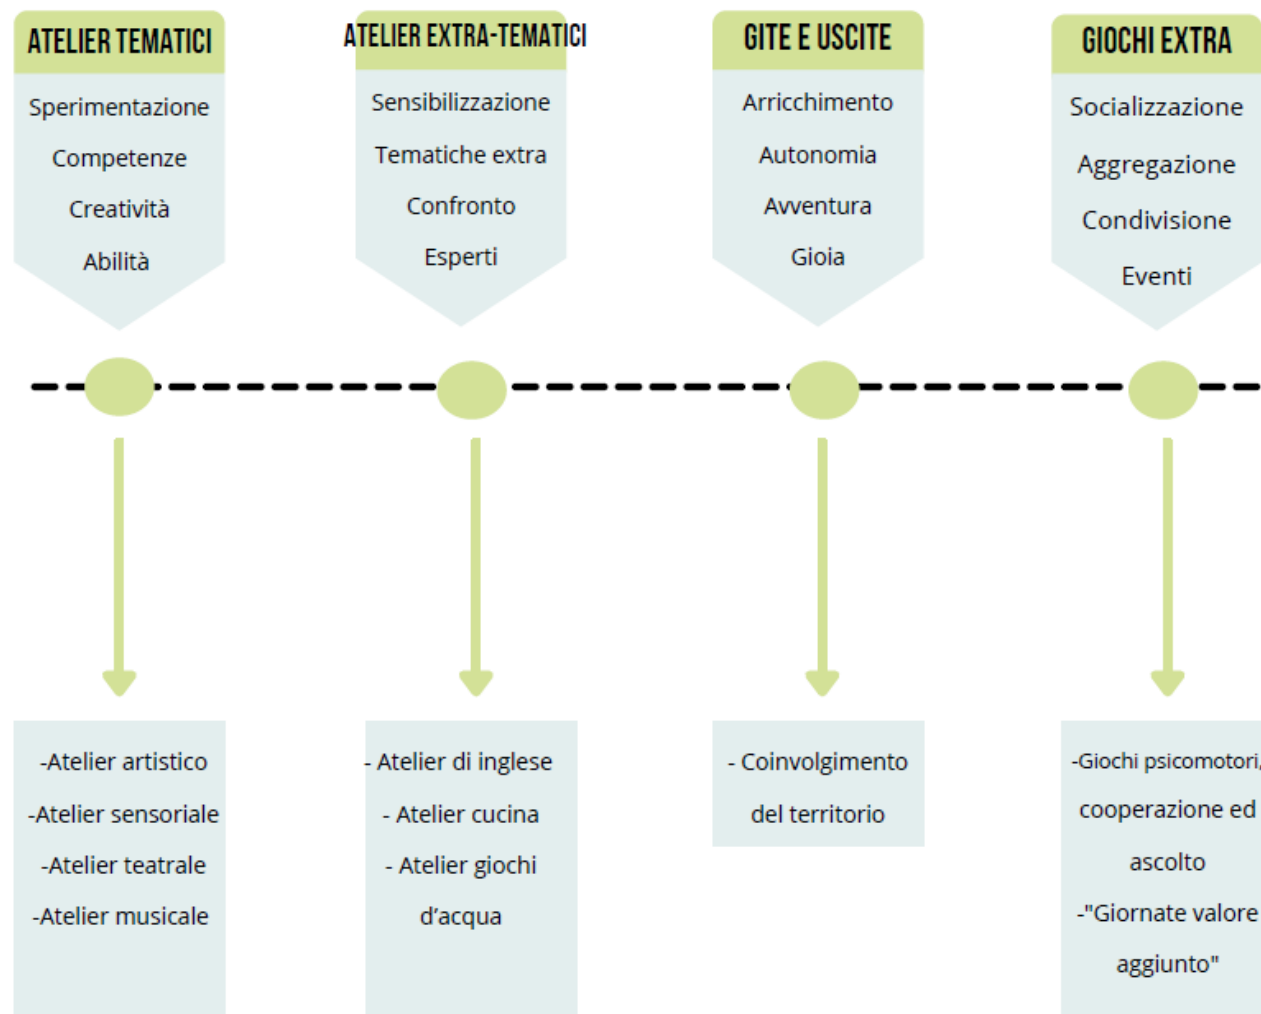 ATELIER TEMATICI
Sperimentazione
Competenze
Creatività
Abilità
ATELIER EXTRA-TEMATICI
Sensibilizzazione
Tematiche extra
Confronto
Esperti
GITE E USCITE
Arricchimento
Autonomia
Avventura
Gioia
GIOCHI EXTRA
Socializzazione
Aggregazione
Condivisione
Eventi
-Atelier artistico
-Atelier sensoriale
-Atelier teatrale
-Atelier musicale
- Atelier di inglese
- Atelier cucina
- Atelier giochi
d’acqua
- Coinvolgimento
del territorio
-Giochi psicomotori,
cooperazione ed
ascolto
-"Giornate valore
aggiunto"